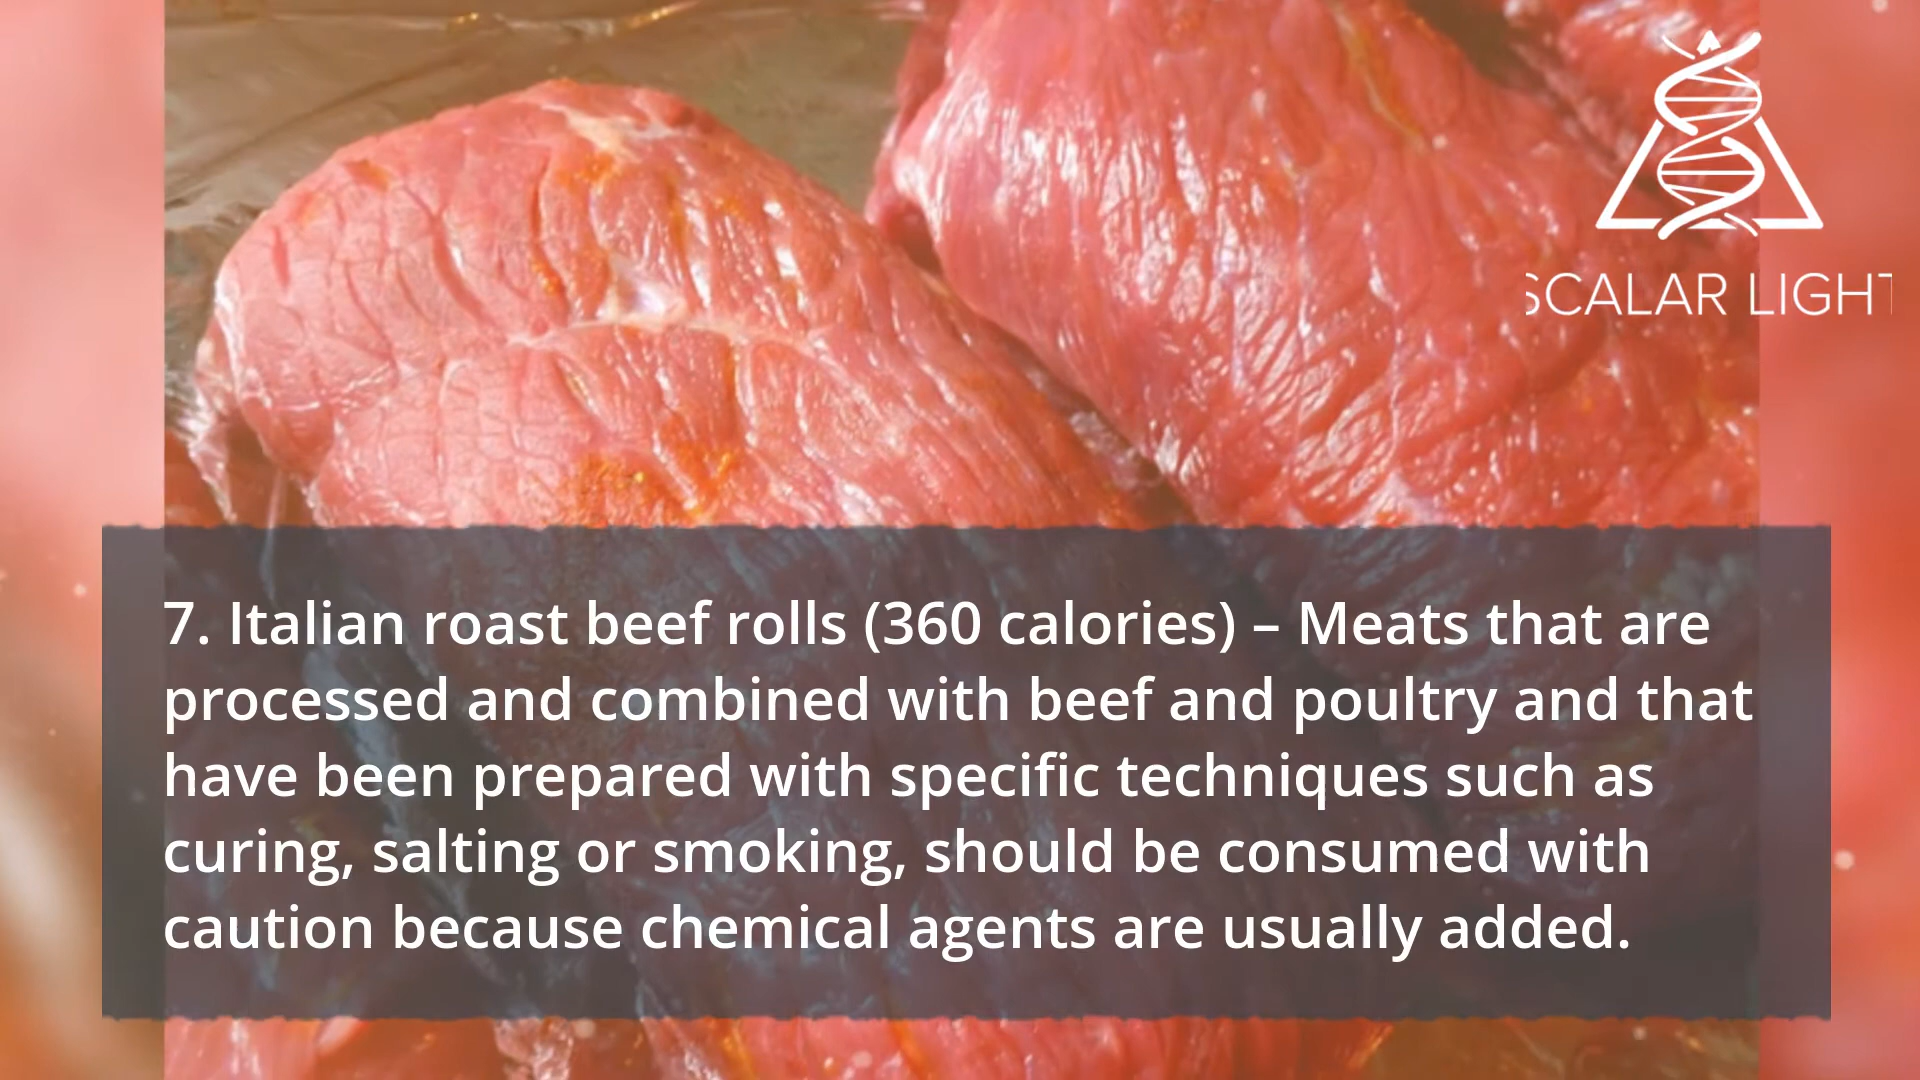 SCALAR LIGHT
7. Italian roast beef rolls (360 calories) – Meats that are
processed and combined with beef and poultry and that
have been prepared with specific techniques such as
curing, salting or smoking, should be consumed with
caution because chemical agents are usually added.